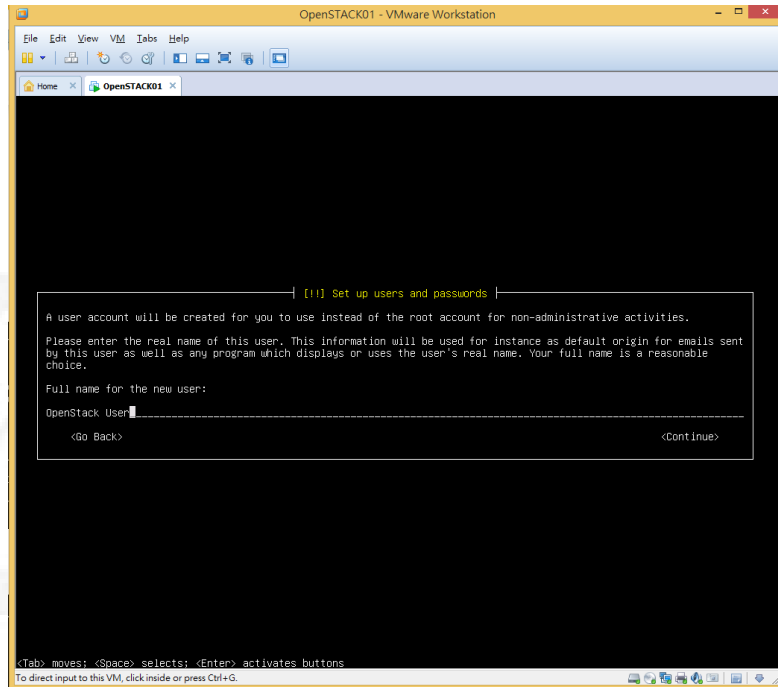 OpenSTACK01 - VMware Workstation
File Edit View VM Tabs Help
Home OpenSTACK01
[!!] Set up users and passwords
A user account will be created for you to use instead of the root account for non-administrative activities.
Please enter the real name of this user. This information will be used for instance as default origin for emails sent
by this user as well as any program which displays or uses the user's real name. Your full name is a reasonable
choice.
Full name for the new user:
OpenStack User
<Go Back> <Continue>
<Tab> moves; <Space> selects; <Enter> activates buttons
To direct input to this VM, click inside or press Ctrl+G.